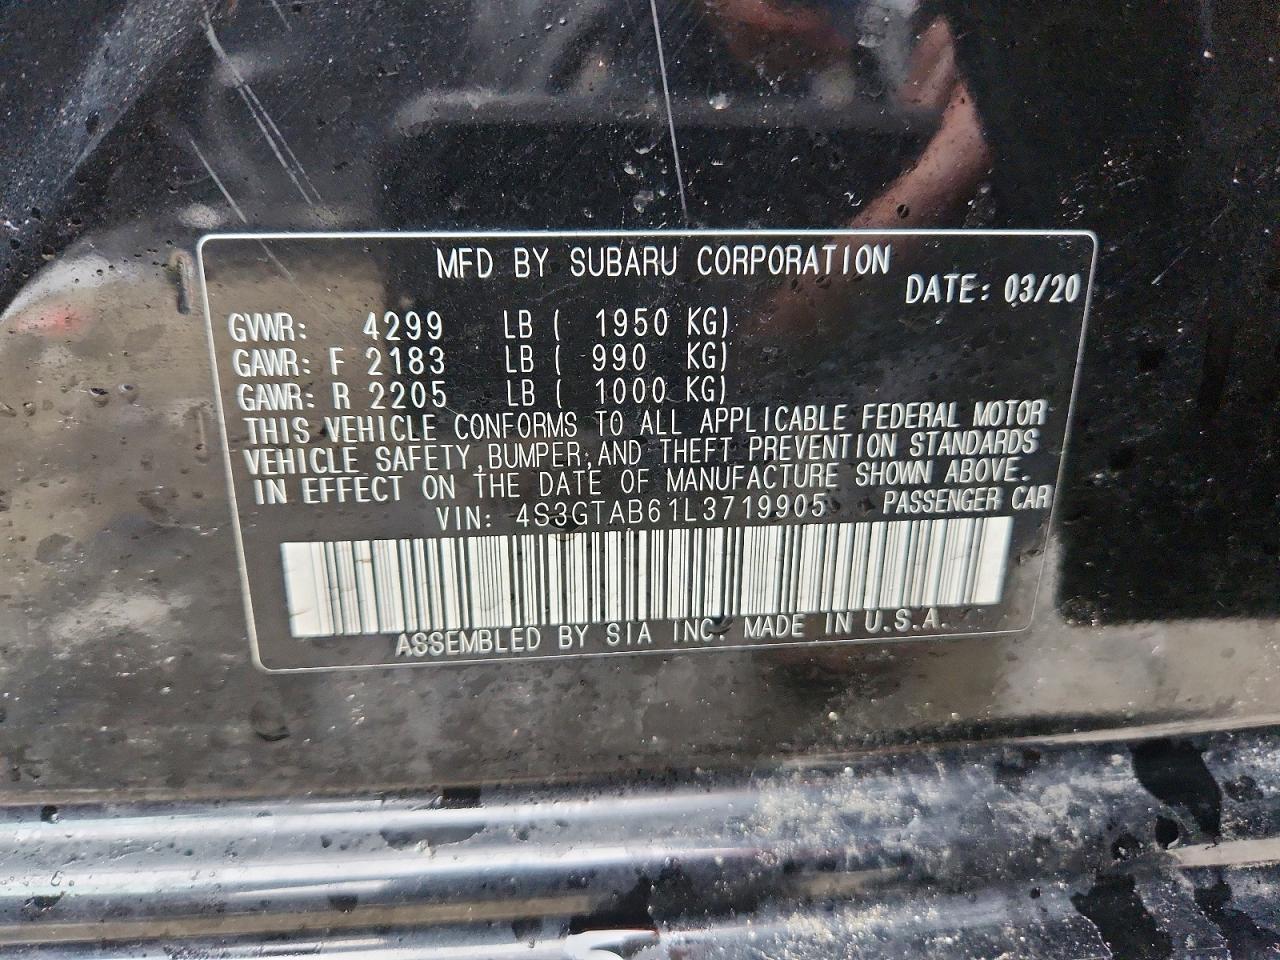 MFD BY SUBARU CORPORATION
DATE: 03/20
GVWR: 4299 LB ( 1950 KG)
GAWR: F 2183 LB ( 990 KG)
GAWR: R 2205 LB ( 1000 KG)
THIS VEHICLE CONFORMS TO ALL APPLICABLE FEDERAL MOTOR
VEHICLE SAFETY, BUMPER, AND THEFT PREVENTION STANDARDS
IN EFFECT ON THE DATE OF MANUFACTURE SHOWN ABOVE.
VIN: 4S3GTAB61L3719905 PASSENGER CAR
ASSEMBLED BY SIA INC. MADE IN U.S.A.